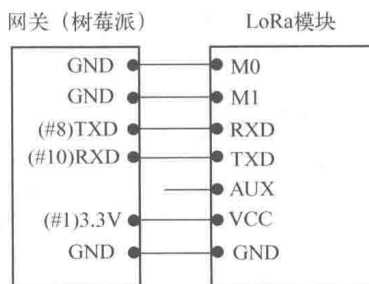 网关（树莓派） LoRa模块
GND M0
GND M1
(#8)TXD RXD
(#10)RXD TXD
AUX
(#1)3.3V VCC
GND GND